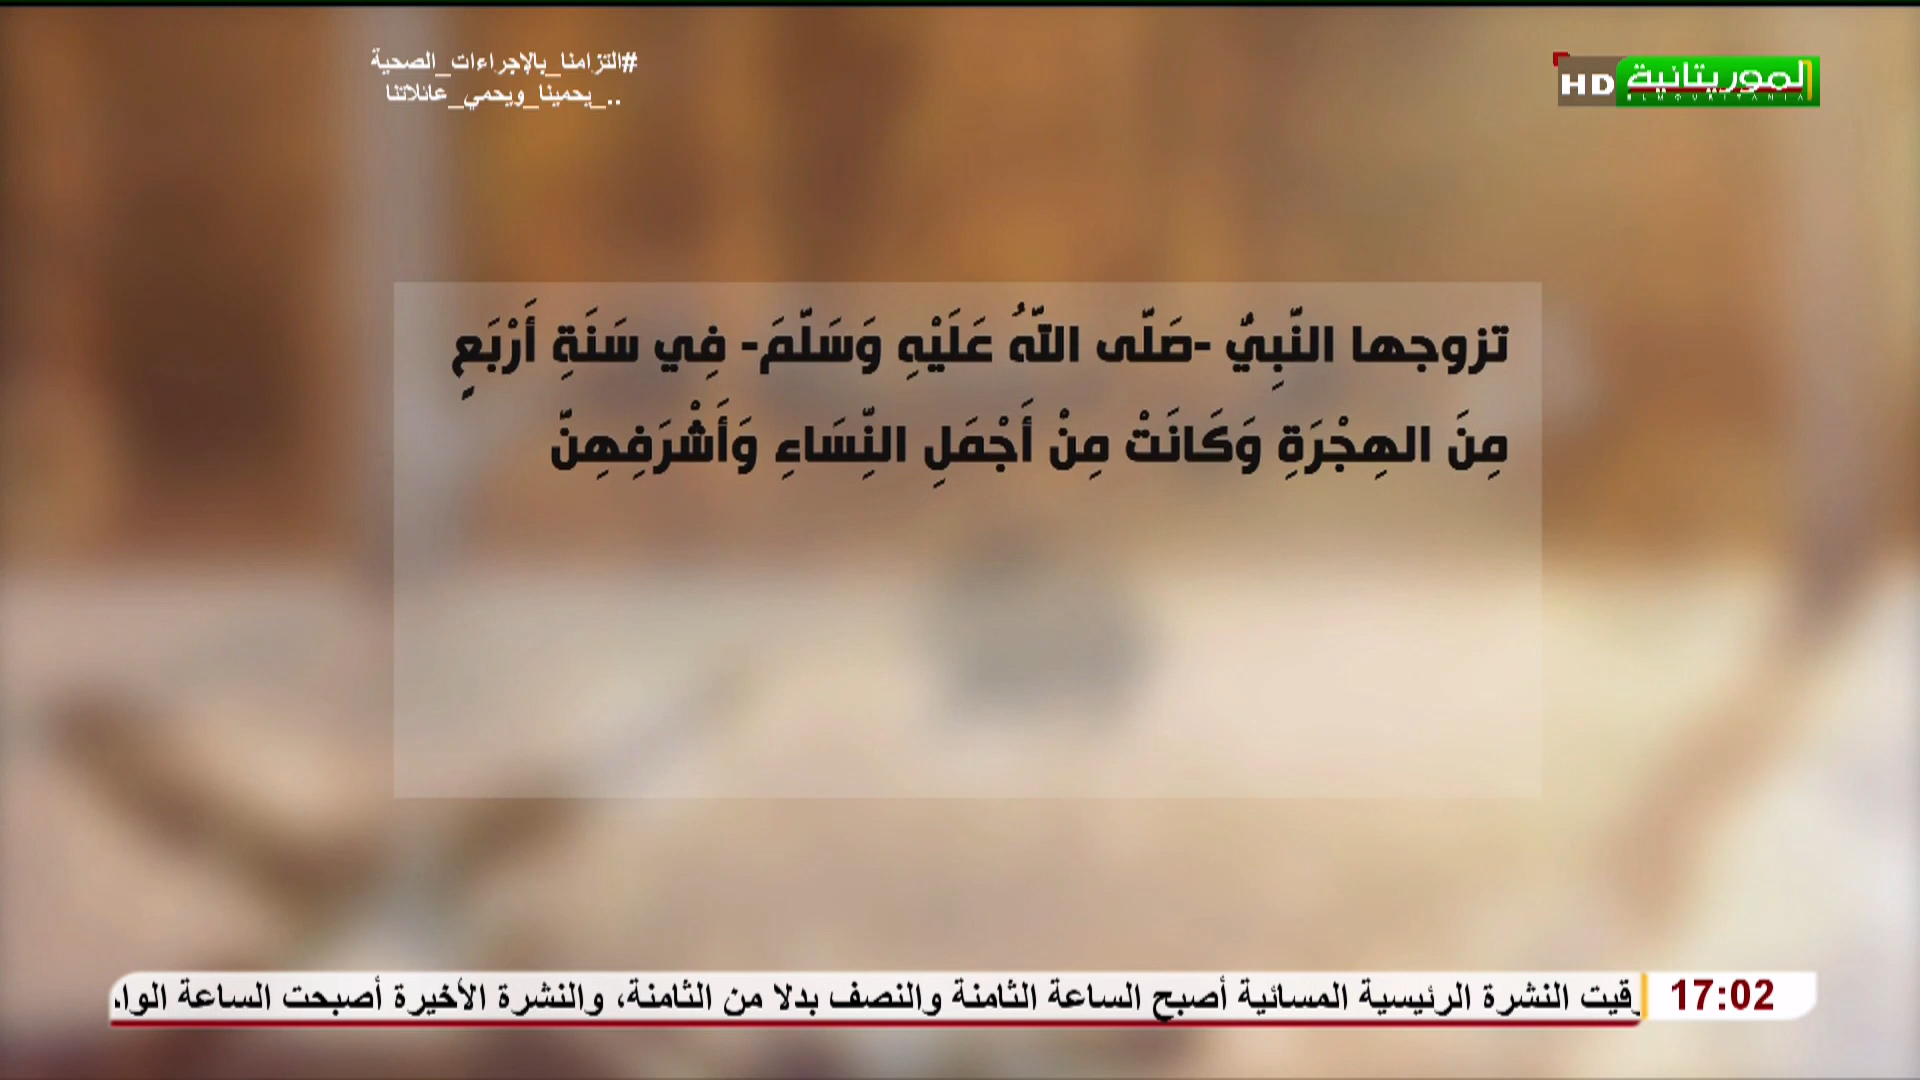 #التزامنا_بالإجراءات_الصحية
.._يحمينا_ويحمي_عائلاتنا
HD الموريتانية
ELMOURITANIA
تزوجها النَّبِيُّ -صَلَّى اللَّهُ عَلَيْهِ وَسَلَّمَ- فِي سَنَةِ أَرْبَعٍ
مِنَ الهِجْرَةِ وَكَانَتْ مِنْ أَجْمَلِ النِّسَاءِ وَأَشْرَفِهِنَّ
النشرة الرئيسية المسائية أصبح الساعة الثامنة والنصف بدلا من الثامنة، والنشرة الأخيرة أصبحت الساعة
17:02